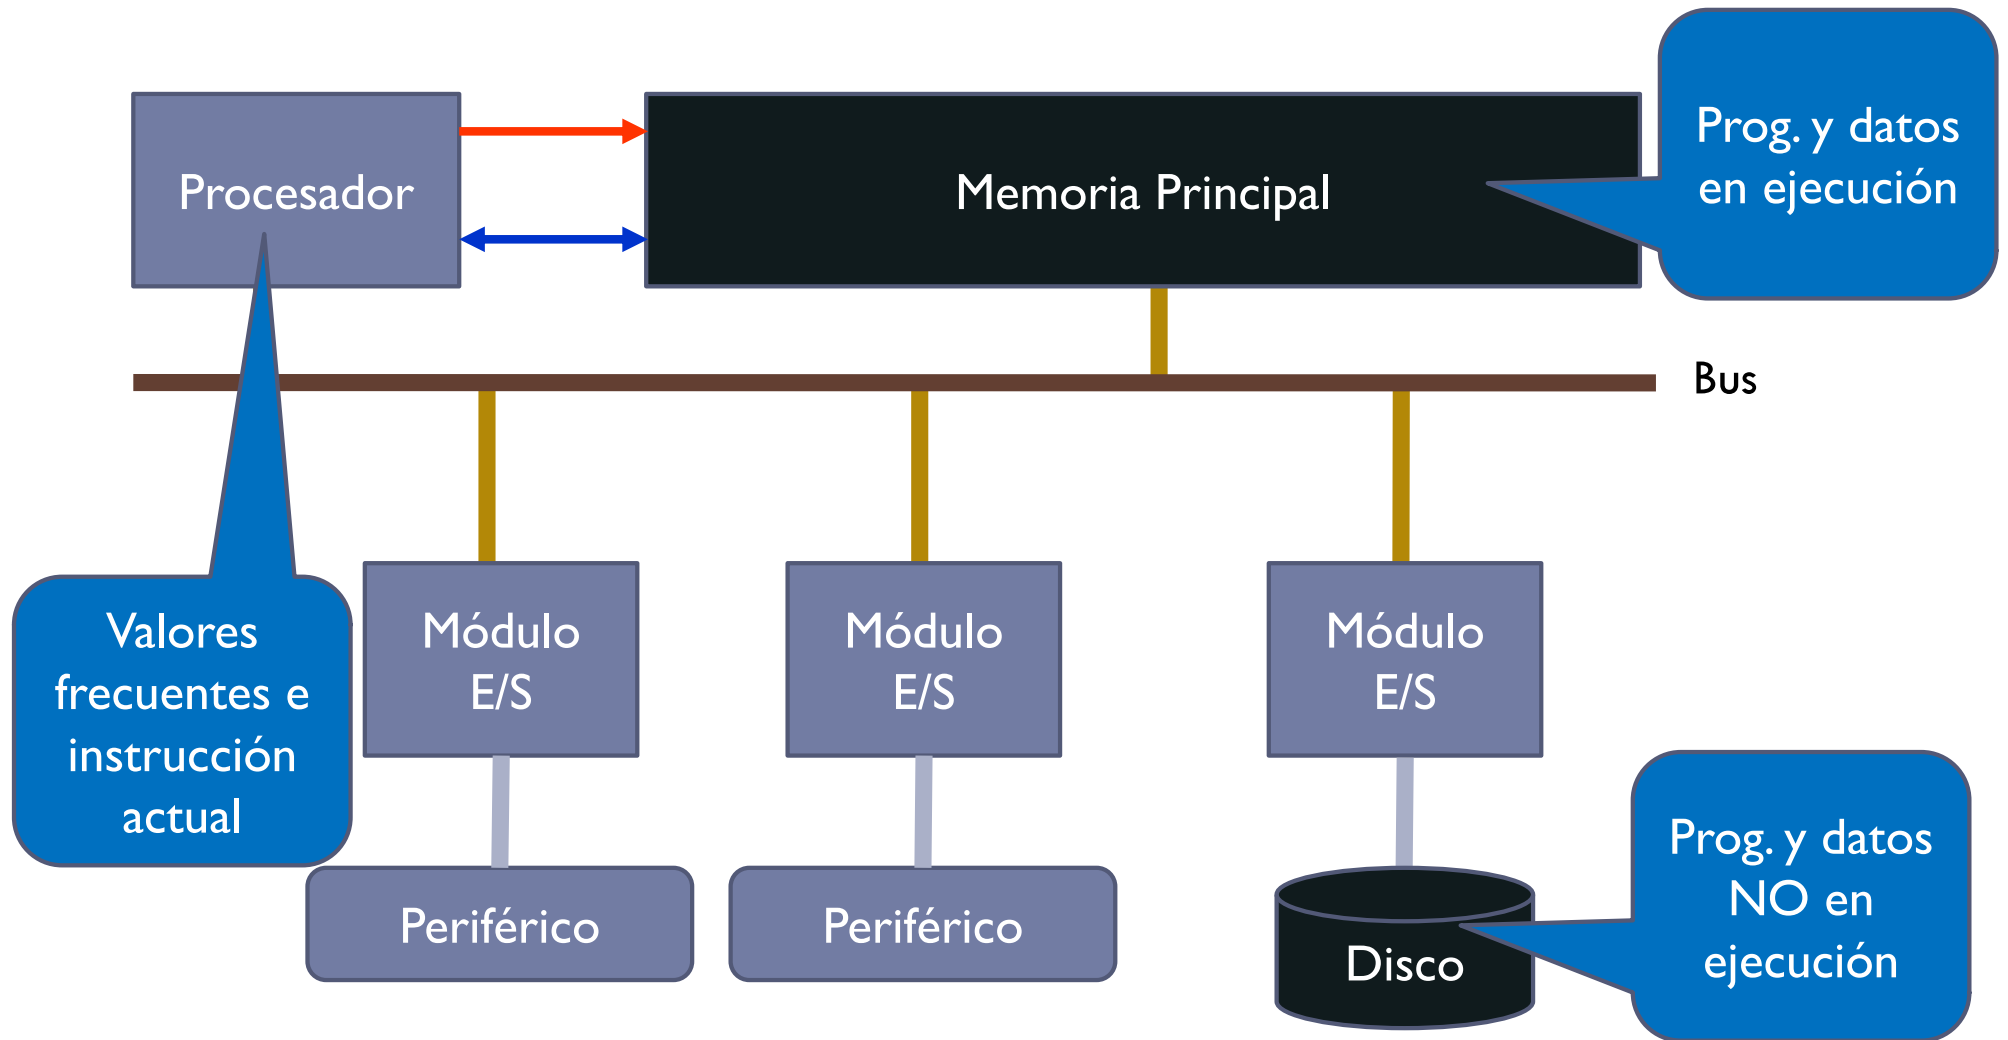 Procesador
Memoria Principal
Prog. y datos
en ejecución
Bus
Valores
frecuentes e
instrucción
actual
Módulo
E/S
Módulo
E/S
Módulo
E/S
Periférico
Periférico
Disco
Prog. y datos
NO en
ejecución